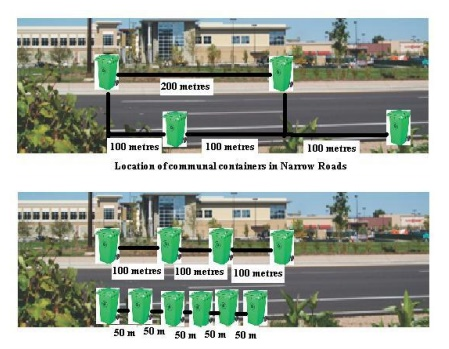 200 metres
100 metres 100 metres 100 metres
Location of communal containers in Narrow Roads
100 metres 100 metres 100 metres
50 m 50 m 50 m 50 m 50 m